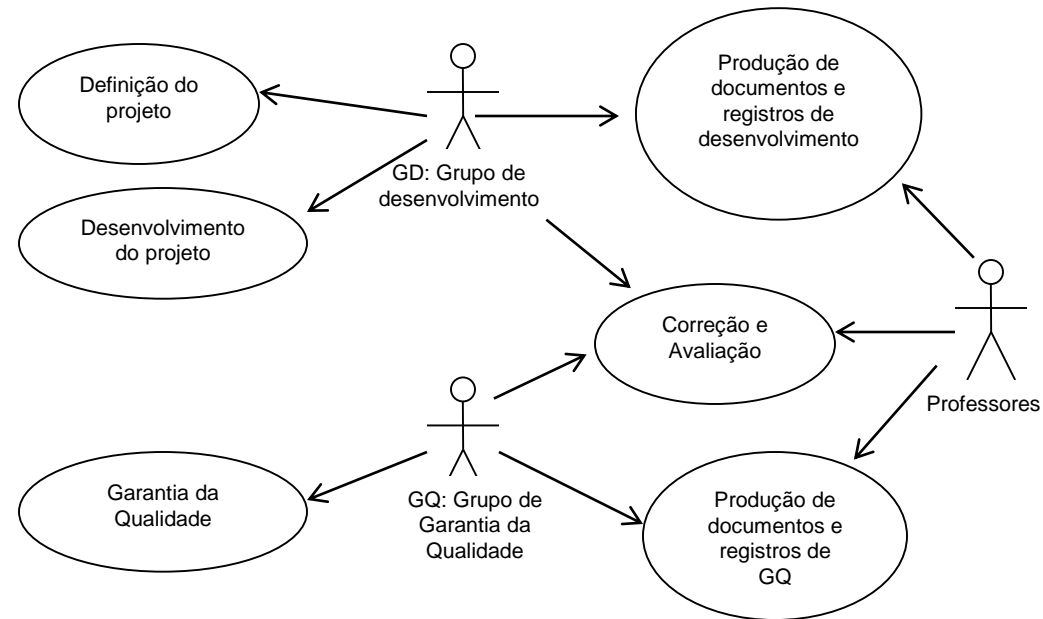 Definição do
projeto
Produção de
documentos e
registros de
desenvolvimento
GD: Grupo de
desenvolvimento
Desenvolvimento
do projeto
Correção e
Avaliação
Professores
Garantia da
Qualidade
GQ: Grupo de
Garantia da
Qualidade
Produção de
documentos e
registros de
GQ